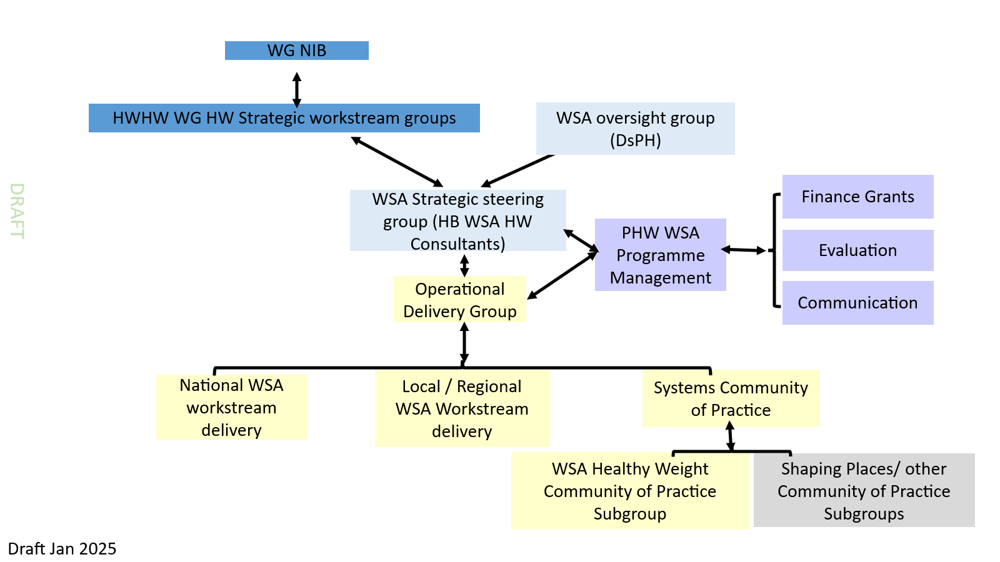 WG NIB
HWHW WG HW Strategic workstream groups
WSA oversight group
(DsPH)
DRAFT
WSA Strategic steering
group (HB WSA HW
Consultants)
PHW WSA
Programme
Management
Finance Grants
Evaluation
Communication
Operational
Delivery Group
National WSA
workstream
delivery
Local / Regional
WSA Workstream
delivery
Systems Community
of Practice
WSA Healthy Weight
Community of Practice
Subgroup
Shaping Places/ other
Community of Practice
Subgroups
Draft Jan 2025